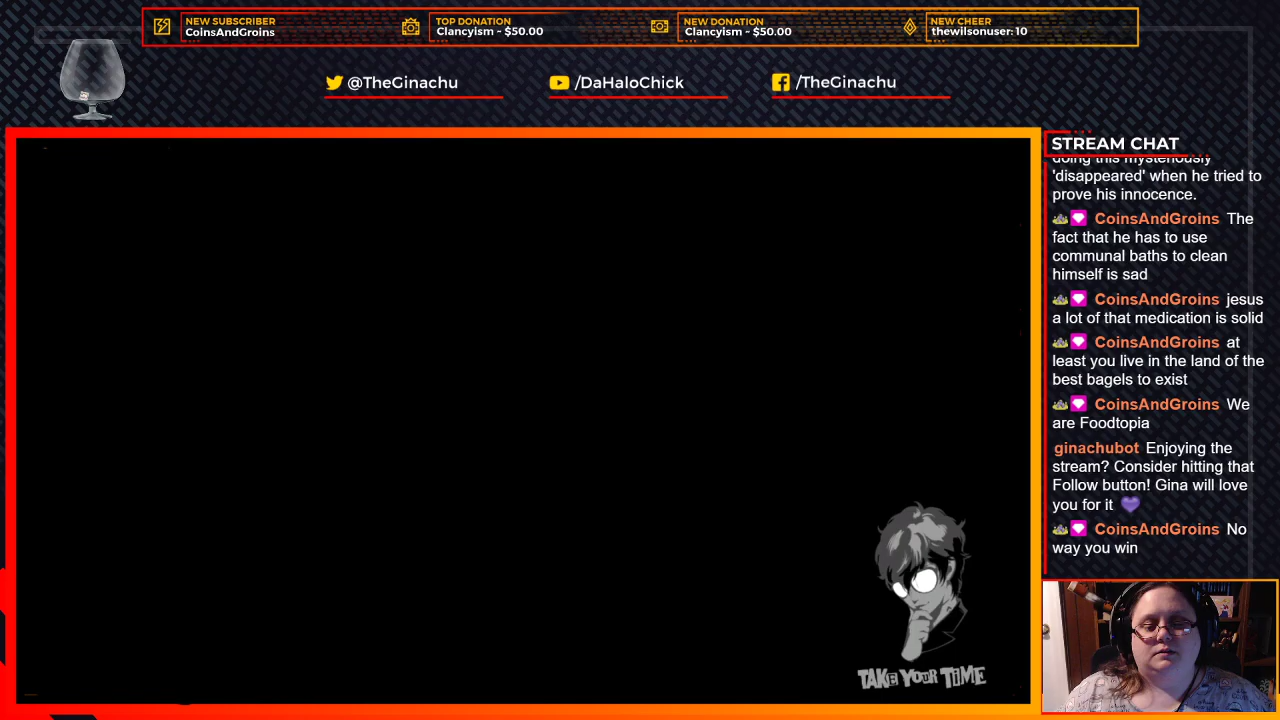 NEW SUBSCRIBER
CoinsAndGroins
TOP DONATION
Clancyism ~ $50.00
NEW DONATION
Clancyism ~ $50.00
NEW CHEER
thewilsonuser: 10
@TheGinachu
/DaHaloChick
/TheGinachu
STREAM CHAT
doing this mysteriously
'disappeared' when he tried to
prove his innocence.
CoinsAndGroins The
fact that he has to use
communal baths to clean
himself is sad
CoinsAndGroins jesus
a lot of that medication is solid
CoinsAndGroins at
least you live in the land of the
best bagels to exist
CoinsAndGroins We
are Foodtopia
ginachubot Enjoying the
stream? Consider hitting that
Follow button! Gina will love
you for it
CoinsAndGroins No
way you win
TAKE YOUR TIME